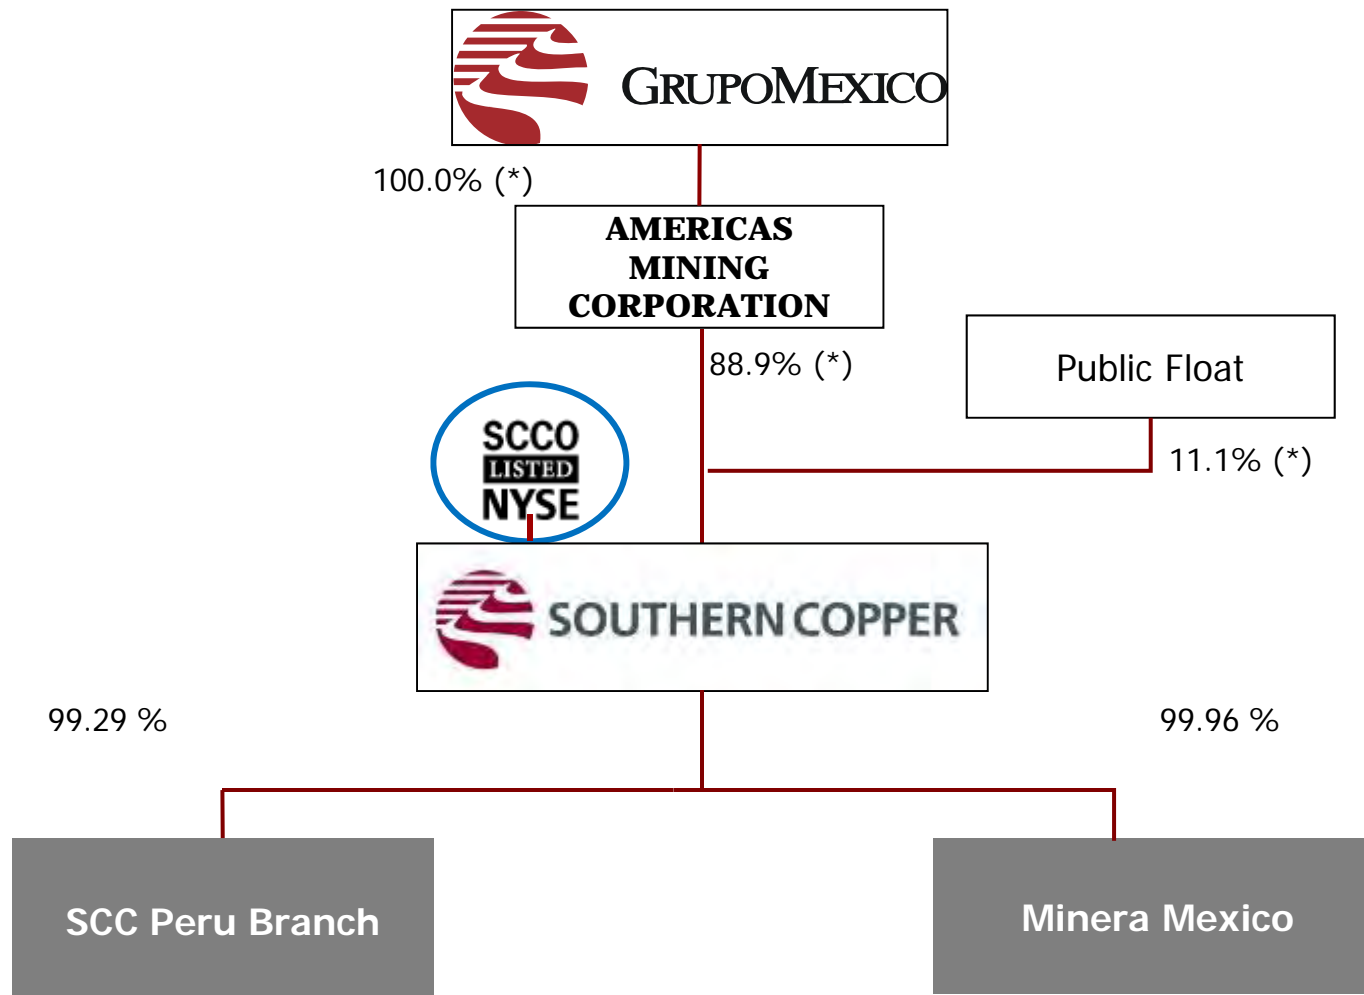 GRUPOMEXICO
100.0% (*)
AMERICAS
MINING
CORPORATION
88.9% (*)
Public Float
11.1% (*)
SCCO
LISTED
NYSE
SOUTHERN COPPER
99.29 %
99.96 %
SCC Peru Branch
Minera Mexico